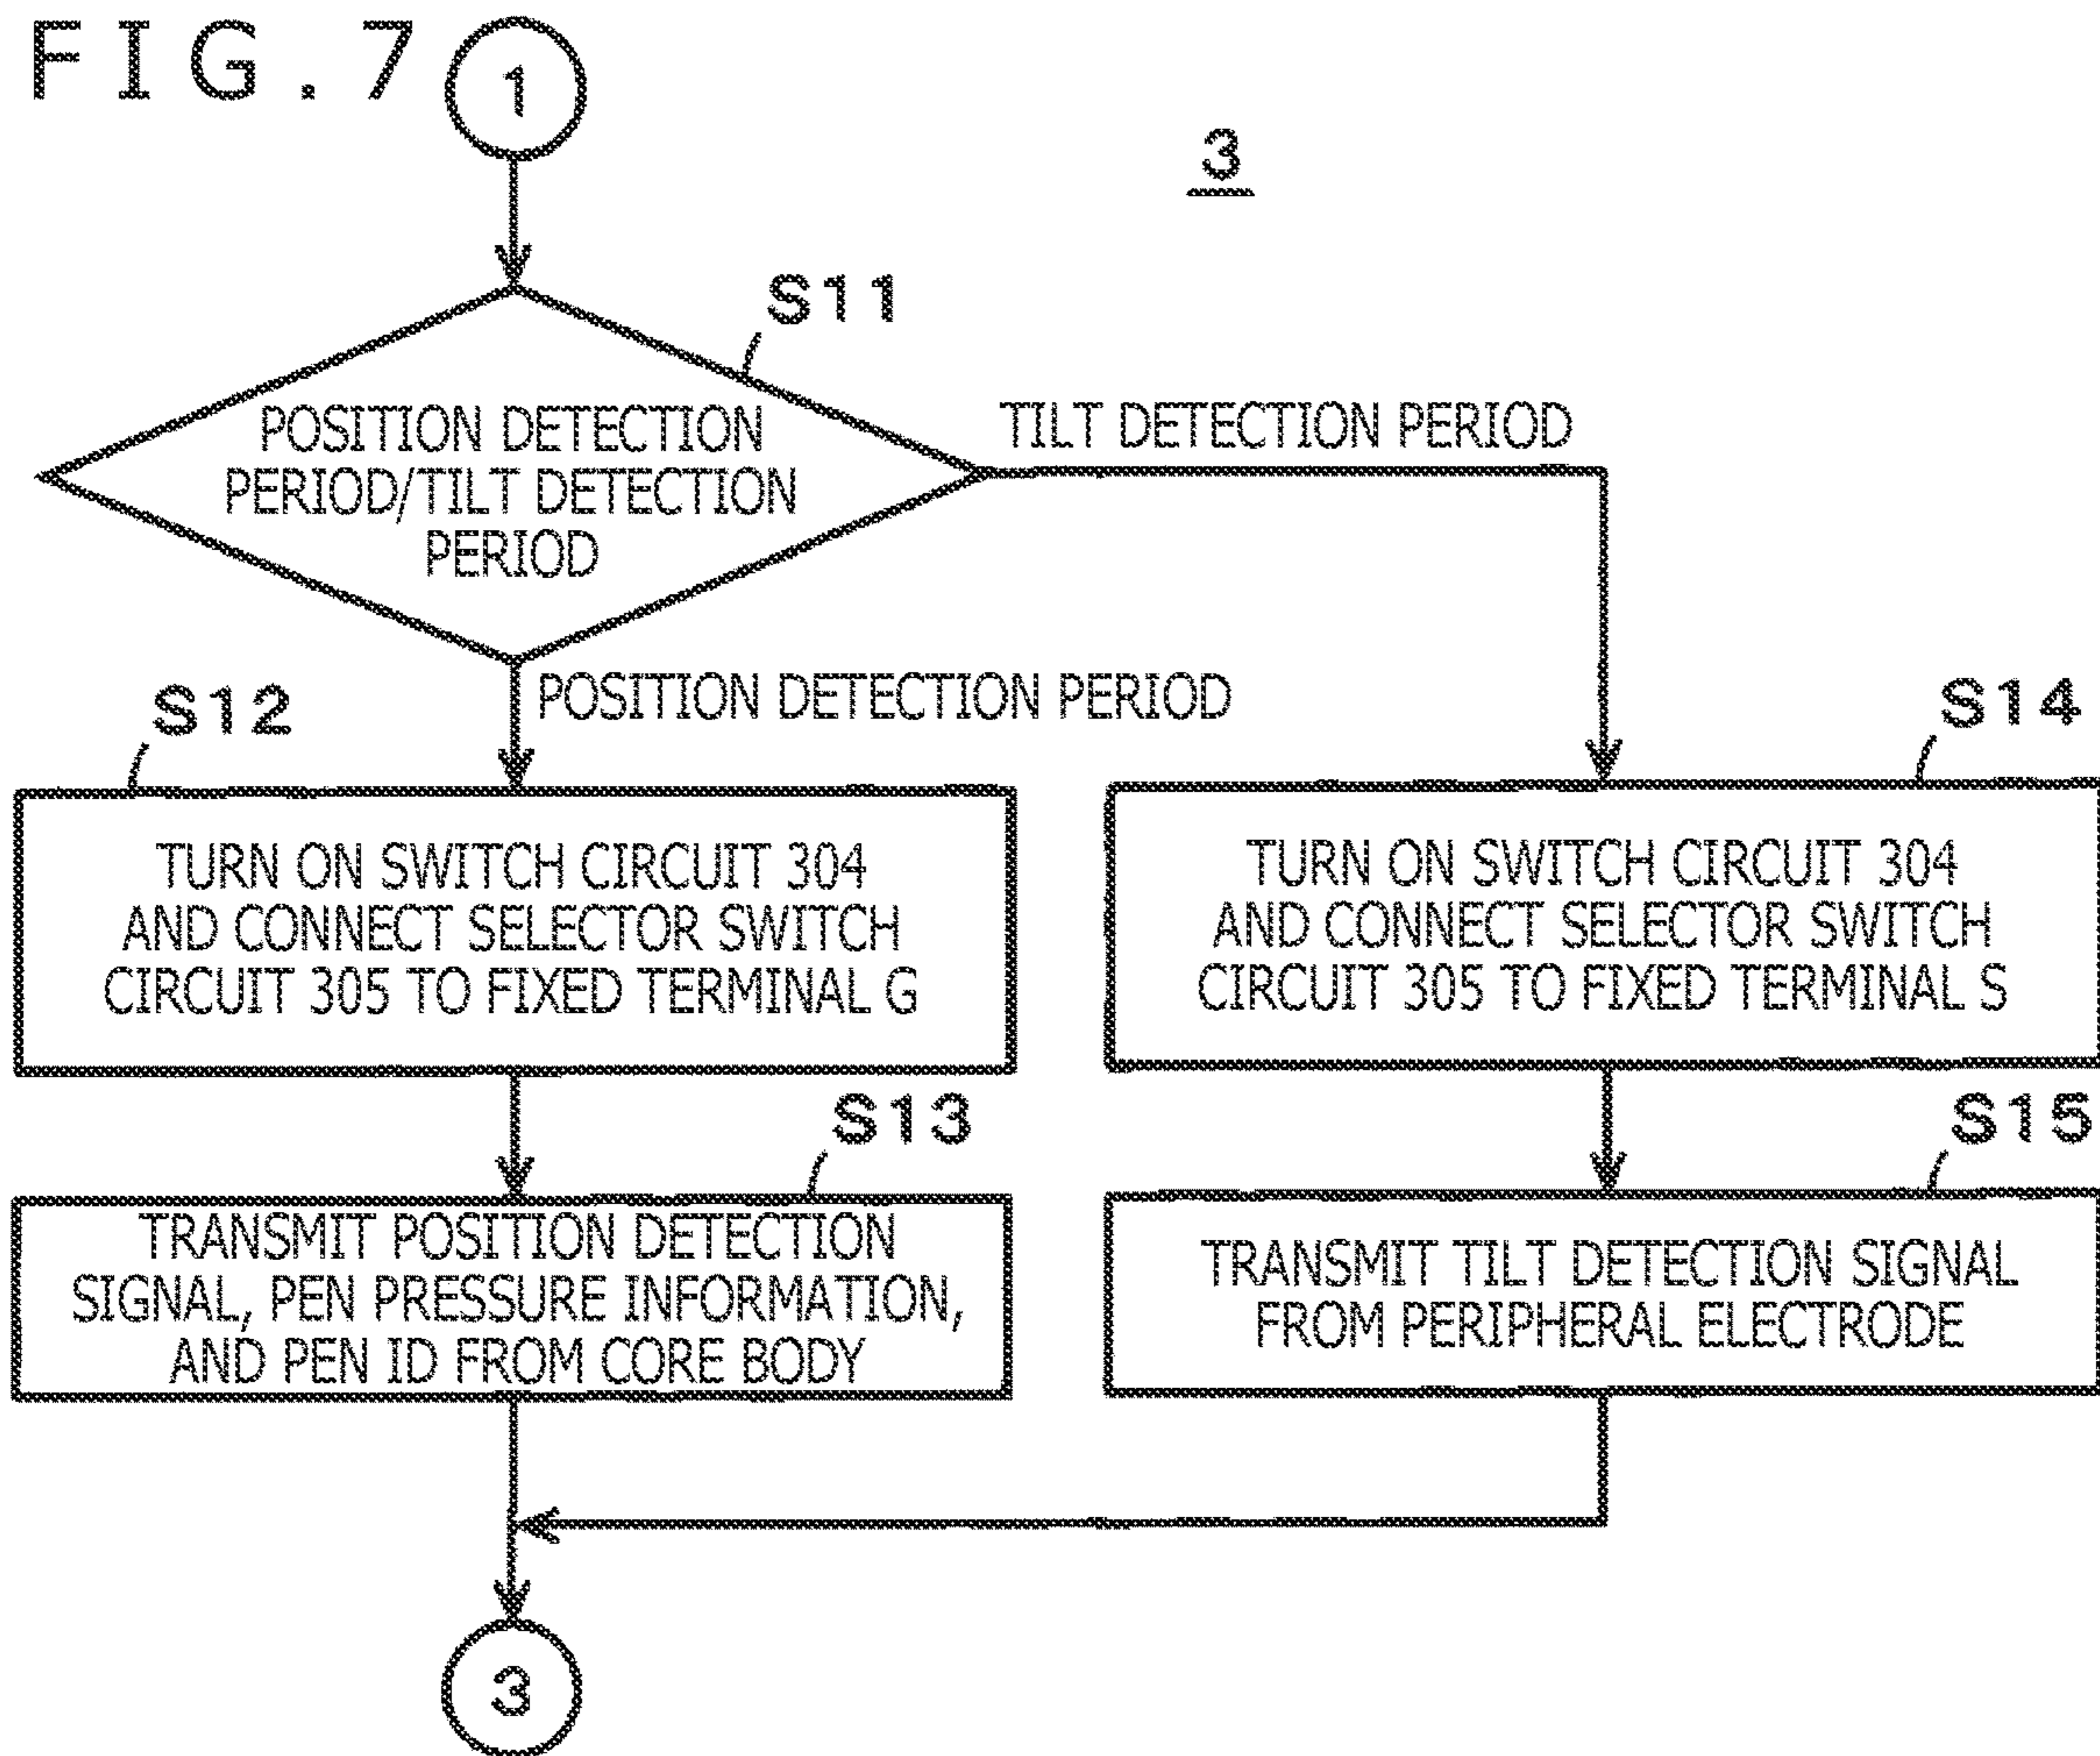 FIG.7
1
3
S11
POSITION DETECTION
PERIOD/TILT DETECTION
PERIOD
TILT DETECTION PERIOD
POSITION DETECTION PERIOD
S12
TURN ON SWITCH CIRCUIT 304
AND CONNECT SELECTOR SWITCH
CIRCUIT 305 TO FIXED TERMINAL G
S14
TURN ON SWITCH CIRCUIT 304
AND CONNECT SELECTOR SWITCH
CIRCUIT 305 TO FIXED TERMINAL S
S13
TRANSMIT POSITION DETECTION
SIGNAL, PEN PRESSURE INFORMATION,
AND PEN ID FROM CORE BODY
S15
TRANSMIT TILT DETECTION SIGNAL
FROM PERIPHERAL ELECTRODE
3